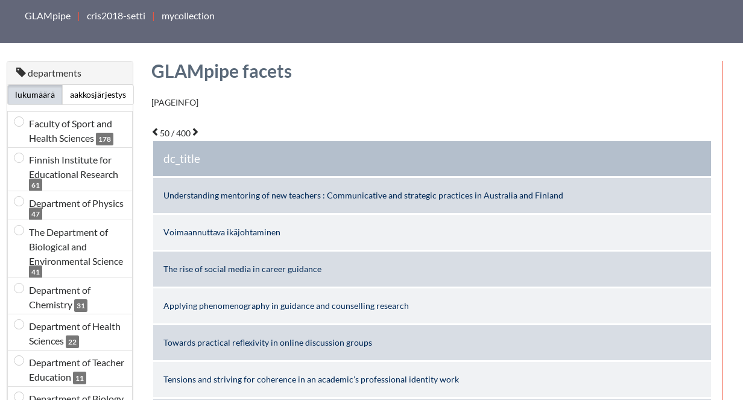 GLAMpipe | cris2018-setti | mycollection
departments
lukumäärä aakkosjärjestys
Faculty of Sport and
Health Sciences 178
Finnish Institute for
Educational Research
61
Department of Physics
47
The Department of
Biological and
Environmental Science
41
Department of
Chemistry 31
Department of Health
Sciences 22
Department of Teacher
Education 11
Department of Biology
GLAMpipe facets
[PAGEINFO]
50 / 400
dc_title
Understanding mentoring of new teachers : Communicative and strategic practices in Australia and Finland
Voimaannuttava ikäjohtaminen
The rise of social media in career guidance
Applying phenomenography in guidance and counselling research
Towards practical reflexivity in online discussion groups
Tensions and striving for coherence in an academic's professional identity work